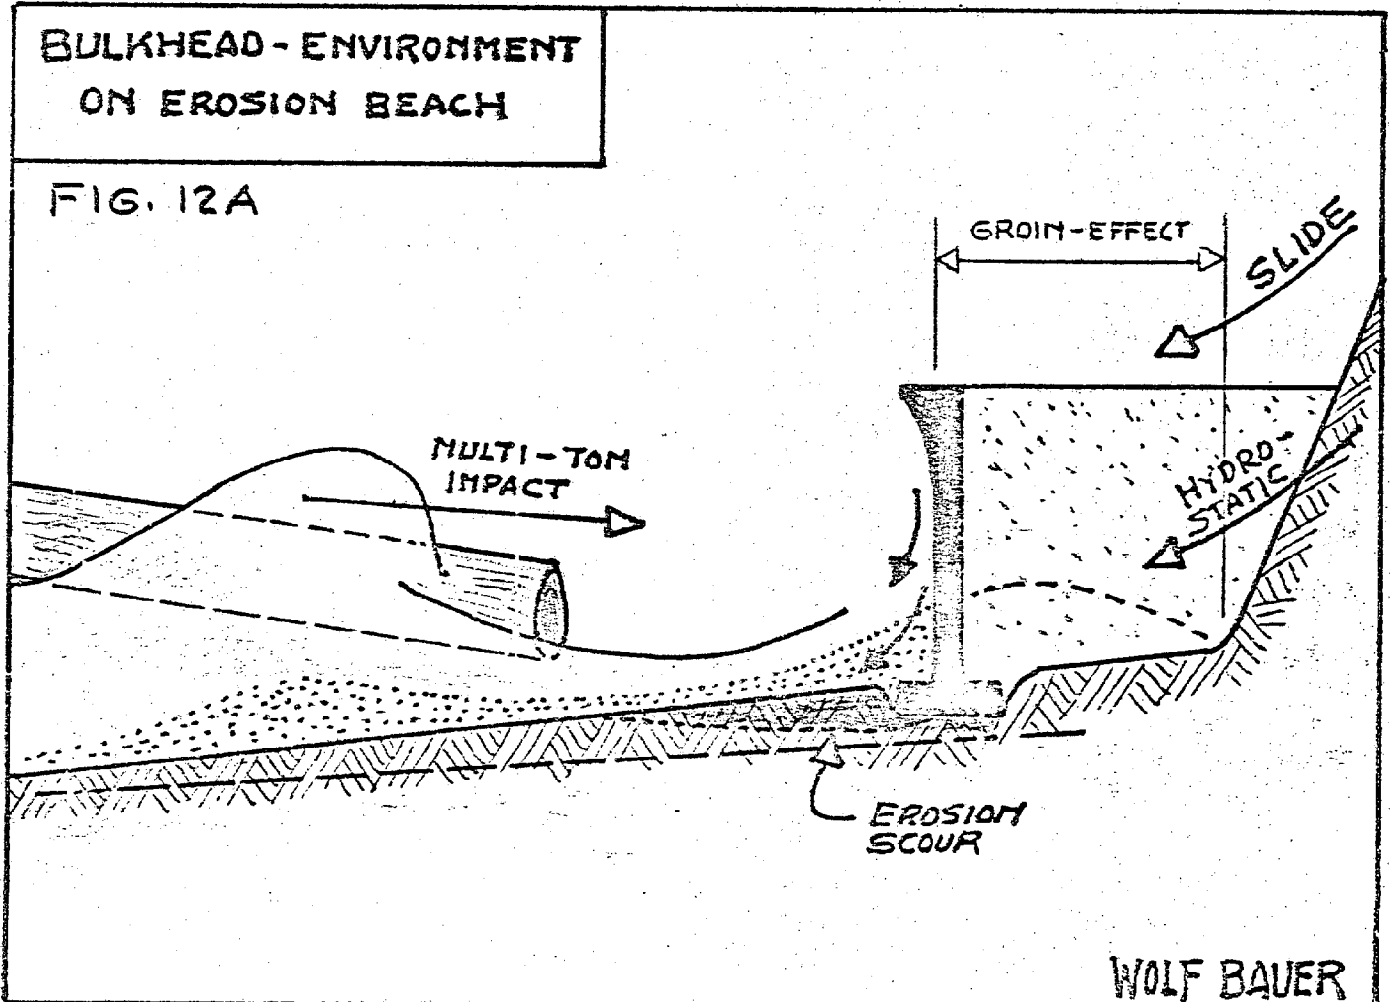 BULKHEAD-ENVIRONMENT
ON EROSION BEACH
FIG. 12A
GROIN-EFFECT
SLIDE
MULTI-TON
IMPACT
HYDRO-
STATIC
EROSION
SCOUR
WOLF BAUER